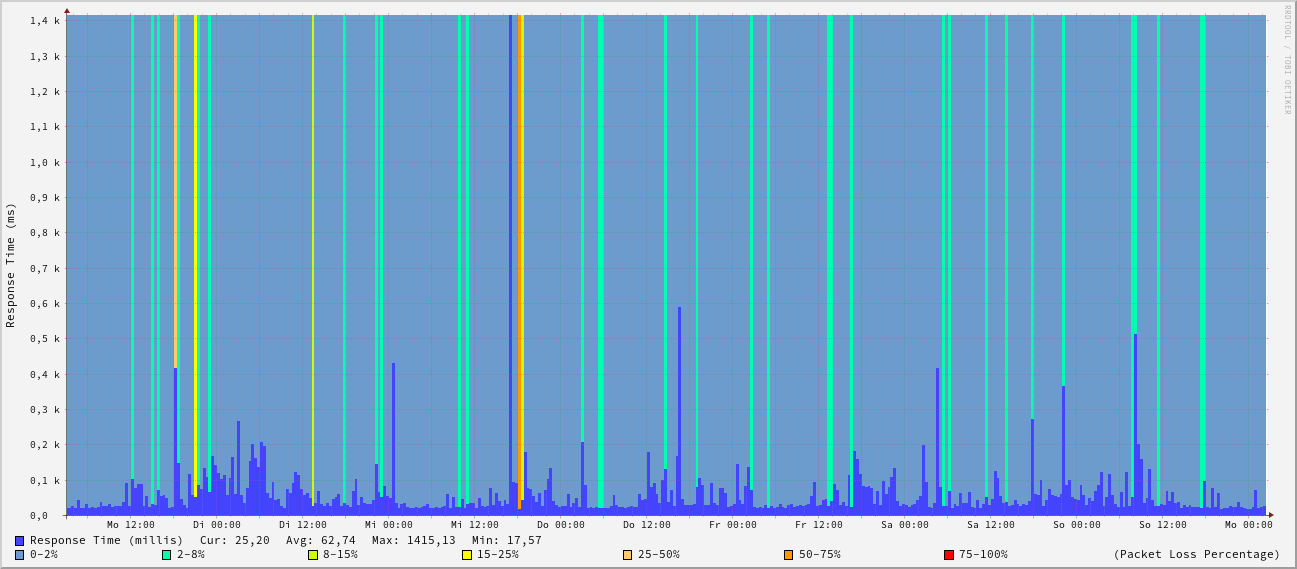 1,4 k
1,3 k
1,2 k
1,1 k
1,0 k
0,9 k
0,8 k
0,7 k
0,6 k
0,5 k
0,4 k
0,3 k
0,2 k
0,1 k
0,0
Response Time (ms)
RRDTOOL / TOBI OETIKER
Mo 12:00 Di 00:00 Di 12:00 Mi 00:00 Mi 12:00 Do 00:00 Do 12:00 Fr 00:00 Fr 12:00 Sa 00:00 Sa 12:00 So 00:00 So 12:00 Mo 00:00
Response Time (millis) Cur: 25,20 Avg: 62,74 Max: 1415,13 Min: 17,57
0-2% 2-8% 8-15% 15-25% 25-50% 50-75% 75-100% (Packet Loss Percentage)